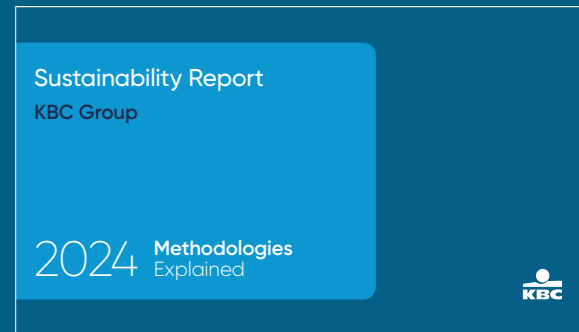 Sustainability Report
KBC Group
2024 Methodologies
Explained
KBC